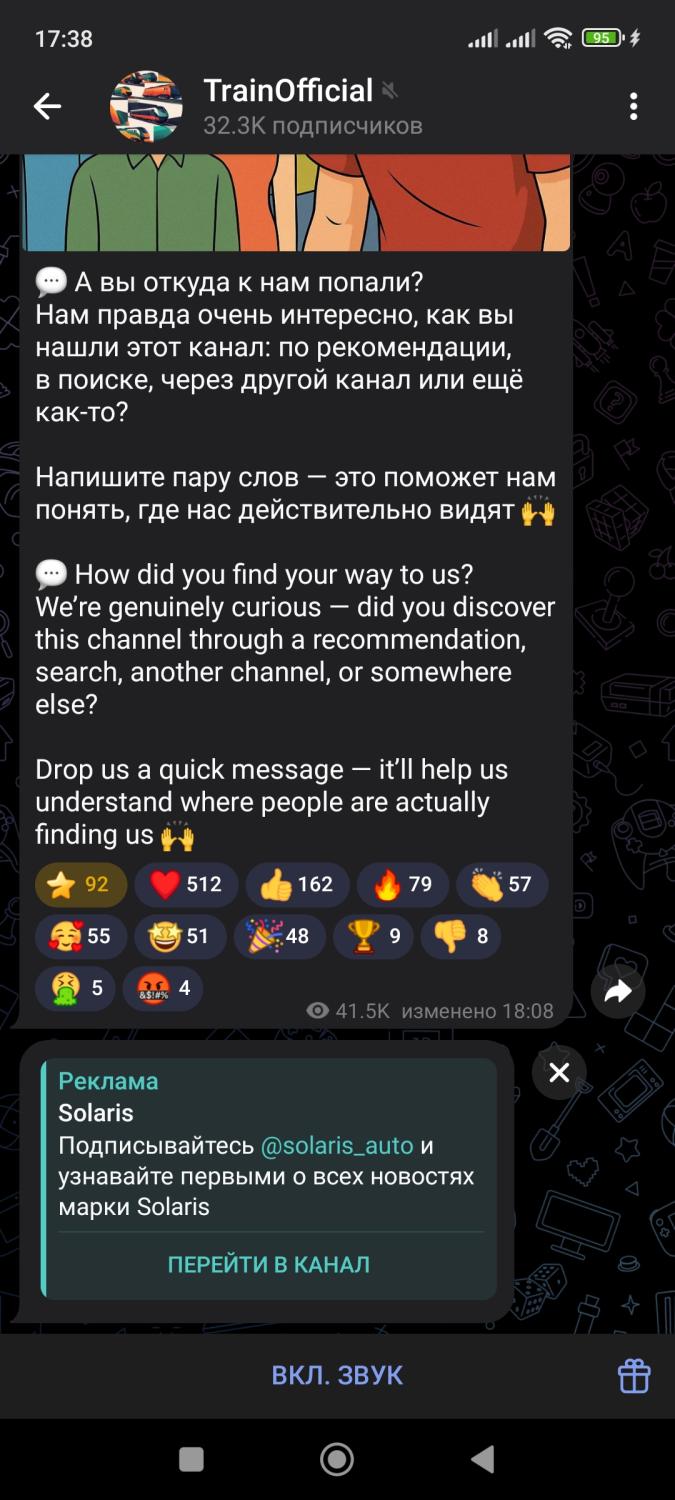 17:38
95
TrainOfficial
32.3K подписчиков
💬 А вы откуда к нам попали?
Нам правда очень интересно, как вы
нашли этот канал: по рекомендации,
в поиске, через другой канал или ещё
как-то?
Напишите пару слов — это поможет нам
понять, где нас действительно видят 🙌
💬 How did you find your way to us?
We’re genuinely curious — did you discover
this channel through a recommendation,
search, another channel, or somewhere
else?
Drop us a quick message — it’ll help us
understand where people are actually
finding us 🙌
⭐ 92 ❤️ 512 👍 162 🔥 79 👏 57
🥰 55 🤩 51 🎉 48 🏆 9 👎 8
🤮 5 🤬 4
41.5K изменено 18:08
Реклама
Solaris
Подписывайтесь @solaris_auto и
узнавайте первыми о всех новостях
марки Solaris
ПЕРЕЙТИ В КАНАЛ
ВКЛ. ЗВУК